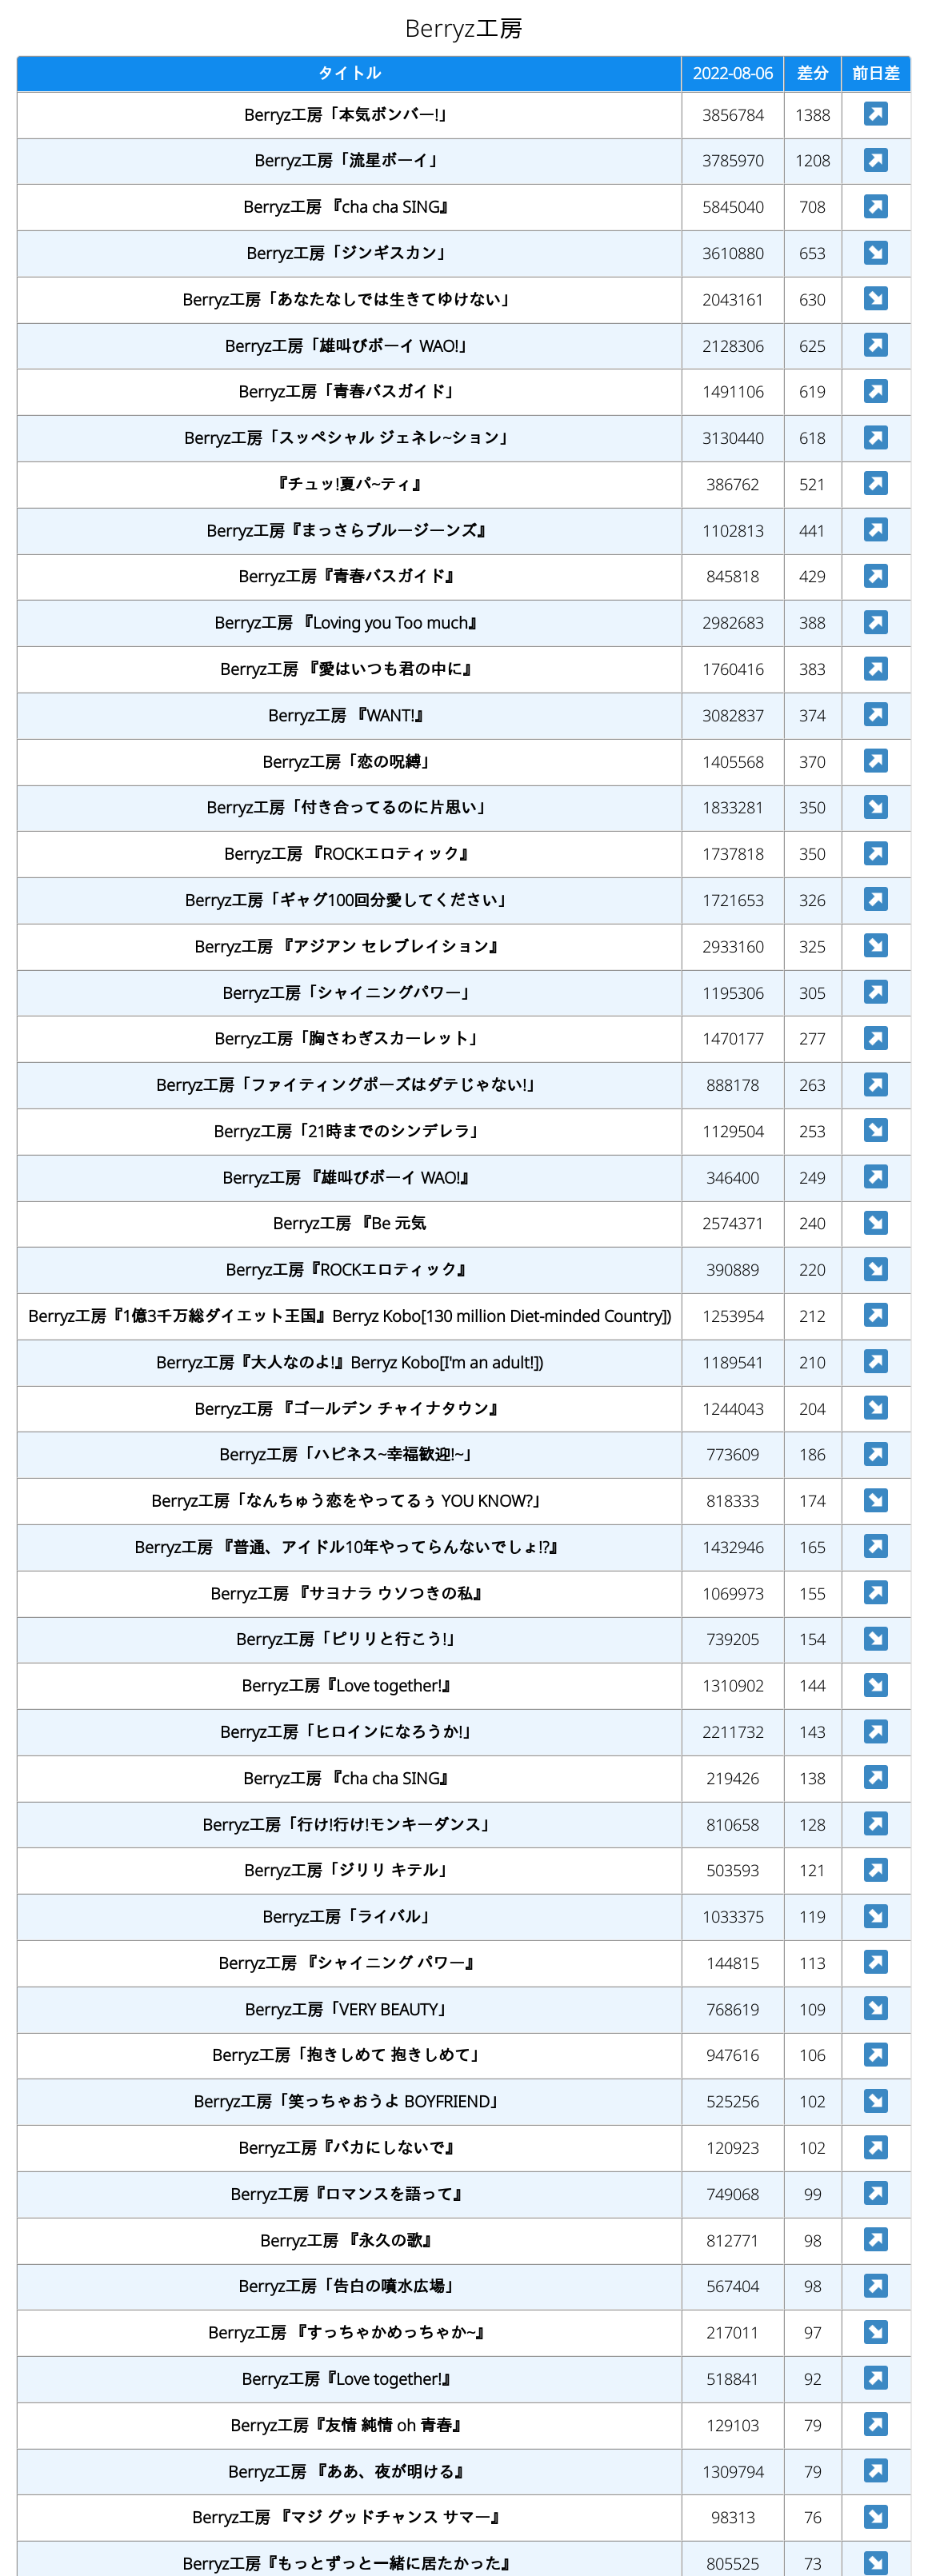 Berryz工房
タイトル 2022-08-06 差分 前日差
Berryz工房「本気ボンバー!」 3856784 1388 ↗
Berryz工房「流星ボーイ」 3785970 1208 ↗
Berryz工房 『cha cha SING』 5845040 708 ↗
Berryz工房「ジンギスカン」 3610880 653 ↘
Berryz工房「あなたなしでは生きてゆけない」 2043161 630 ↘
Berryz工房「雄叫びボーイ WAO!」 2128306 625 ↗
Berryz工房「青春バスガイド」 1491106 619 ↗
Berryz工房「スッペシャル ジェネレ~ション」 3130440 618 ↗
『チュッ!夏パ~ティ』 386762 521 ↗
Berryz工房『まっさらブルージーンズ』 1102813 441 ↗
Berryz工房『青春バスガイド』 845818 429 ↗
Berryz工房 『Loving you Too much』 2982683 388 ↗
Berryz工房 『愛はいつも君の中に』 1760416 383 ↗
Berryz工房 『WANT!』 3082837 374 ↗
Berryz工房「恋の呪縛」 1405568 370 ↗
Berryz工房「付き合ってるのに片思い」 1833281 350 ↘
Berryz工房 『ROCKエロティック』 1737818 350 ↗
Berryz工房「ギャグ100回分愛してください」 1721653 326 ↗
Berryz工房 『アジアン セレブレイション』 2933160 325 ↘
Berryz工房「シャイニングパワー」 1195306 305 ↗
Berryz工房「胸さわぎスカーレット」 1470177 277 ↗
Berryz工房「ファイティングポーズはダテじゃない!」 888178 263 ↗
Berryz工房「21時までのシンデレラ」 1129504 253 ↘
Berryz工房 『雄叫びボーイ WAO!』 346400 249 ↗
Berryz工房 『Be 元気 2574371 240 ↘
Berryz工房『ROCKエロティック』 390889 220 ↘
Berryz工房『1億3千万総ダイエット王国』Berryz Kobo[130 million Diet-minded Country]) 1253954 212 ↗
Berryz工房『大人なのよ!』Berryz Kobo[I'm an adult!]) 1189541 210 ↗
Berryz工房 『ゴールデン チャイナタウン』 1244043 204 ↘
Berryz工房「ハピネス~幸福歓迎!~」 773609 186 ↗
Berryz工房「なんちゅう恋をやってるぅ YOU KNOW?」 818333 174 ↘
Berryz工房 『普通、アイドル10年やってらんないでしょ!?』 1432946 165 ↗
Berryz工房 『サヨナラ ウソつきの私』 1069973 155 ↗
Berryz工房「ピリリと行こう!」 739205 154 ↘
Berryz工房『Love together!』 1310902 144 ↘
Berryz工房「ヒロインになろうか!」 2211732 143 ↗
Berryz工房 『cha cha SING』 219426 138 ↗
Berryz工房「行け!行け!モンキーダンス」 810658 128 ↗
Berryz工房「ジリリ キテル」 503593 121 ↗
Berryz工房「ライバル」 1033375 119 ↘
Berryz工房 『シャイニング パワー』 144815 113 ↗
Berryz工房「VERY BEAUTY」 768619 109 ↘
Berryz工房「抱きしめて 抱きしめて」 947616 106 ↗
Berryz工房「笑っちゃおうよ BOYFRIEND」 525256 102 ↘
Berryz工房『バカにしないで』 120923 102 ↗
Berryz工房『ロマンスを語って』 749068 99 ↗
Berryz工房 『永久の歌』 812771 98 ↗
Berryz工房「告白の噴水広場」 567404 98 ↗
Berryz工房 『すっちゃかめっちゃか~』 217011 97 ↘
Berryz工房『Love together!』 518841 92 ↗
Berryz工房『友情 純情 oh 青春』 129103 79 ↗
Berryz工房 『ああ、夜が明ける』 1309794 79 ↗
Berryz工房 『マジ グッドチャンス サマー』 98313 76 ↘
Berryz工房『もっとずっと一緒に居たかった』 805525 73 ↘